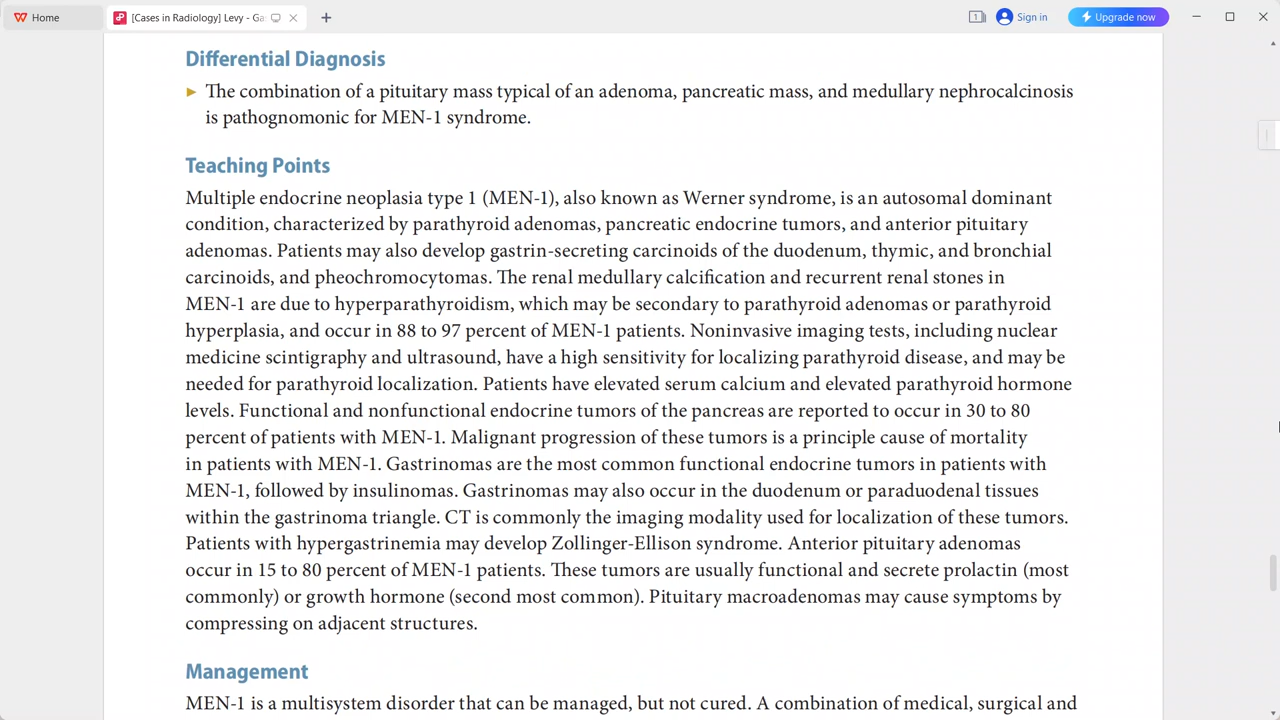 Home
[Cases in Radiology] Levy - Ga
1
Sign in
Upgrade now
Differential Diagnosis
► The combination of a pituitary mass typical of an adenoma, pancreatic mass, and medullary nephrocalcinosis
is pathognomonic for MEN-1 syndrome.
Teaching Points
Multiple endocrine neoplasia type 1 (MEN-1), also known as Werner syndrome, is an autosomal dominant
condition, characterized by parathyroid adenomas, pancreatic endocrine tumors, and anterior pituitary
adenomas. Patients may also develop gastrin-secreting carcinoids of the duodenum, thymic, and bronchial
carcinoids, and pheochromocytomas. The renal medullary calcification and recurrent renal stones in
MEN-1 are due to hyperparathyroidism, which may be secondary to parathyroid adenomas or parathyroid
hyperplasia, and occur in 88 to 97 percent of MEN-1 patients. Noninvasive imaging tests, including nuclear
medicine scintigraphy and ultrasound, have a high sensitivity for localizing parathyroid disease, and may be
needed for parathyroid localization. Patients have elevated serum calcium and elevated parathyroid hormone
levels. Functional and nonfunctional endocrine tumors of the pancreas are reported to occur in 30 to 80
percent of patients with MEN-1. Malignant progression of these tumors is a principle cause of mortality
in patients with MEN-1. Gastrinomas are the most common functional endocrine tumors in patients with
MEN-1, followed by insulinomas. Gastrinomas may also occur in the duodenum or paraduodenal tissues
within the gastrinoma triangle. CT is commonly the imaging modality used for localization of these tumors.
Patients with hypergastrinemia may develop Zollinger-Ellison syndrome. Anterior pituitary adenomas
occur in 15 to 80 percent of MEN-1 patients. These tumors are usually functional and secrete prolactin (most
commonly) or growth hormone (second most common). Pituitary macroadenomas may cause symptoms by
compressing on adjacent structures.
Management
MEN-1 is a multisystem disorder that can be managed, but not cured. A combination of medical, surgical and